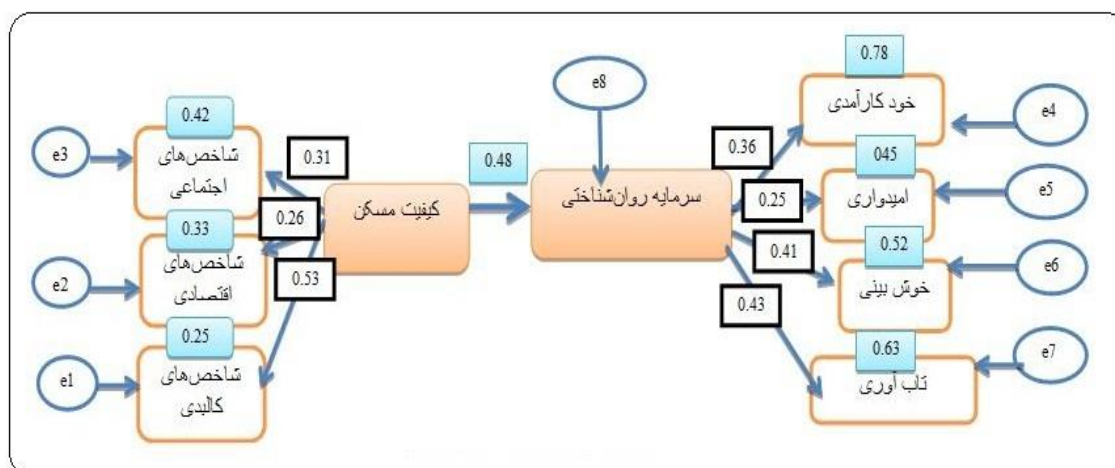 0.78
خود کارآمدی
e4
e8
0.42
شاخص‌های
اجتماعی
e3
0.31
0.48
0.36
045
امیدواری
e5
کیفیت مسکن
سرمایه روان‌شناختی
0.25
0.26
0.33
شاخص‌های
اقتصادی
e2
0.41
0.52
خوش بینی
e6
0.53
0.43
0.25
شاخص‌های
کالبدی
e1
0.63
تاب آوری
e7